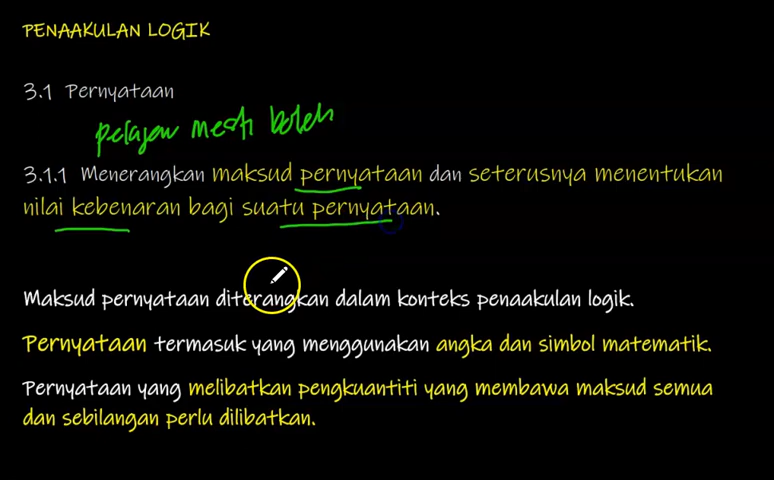 PENAAKULAN LOGIK
3.1 Pernyataan
pelajar mesti boleh
3.1.1 Menerangkan maksud pernyataan dan seterusnya menentukan
nilai kebenaran bagi suatu pernyataan.
Maksud pernyataan diterangkan dalam konteks penaakulan logik.
Pernyataan termasuk yang menggunakan angka dan simbol matematik.
Pernyataan yang melibatkan pengkuantiti yang membawa maksud semua
dan sebilangan perlu dilibatkan.